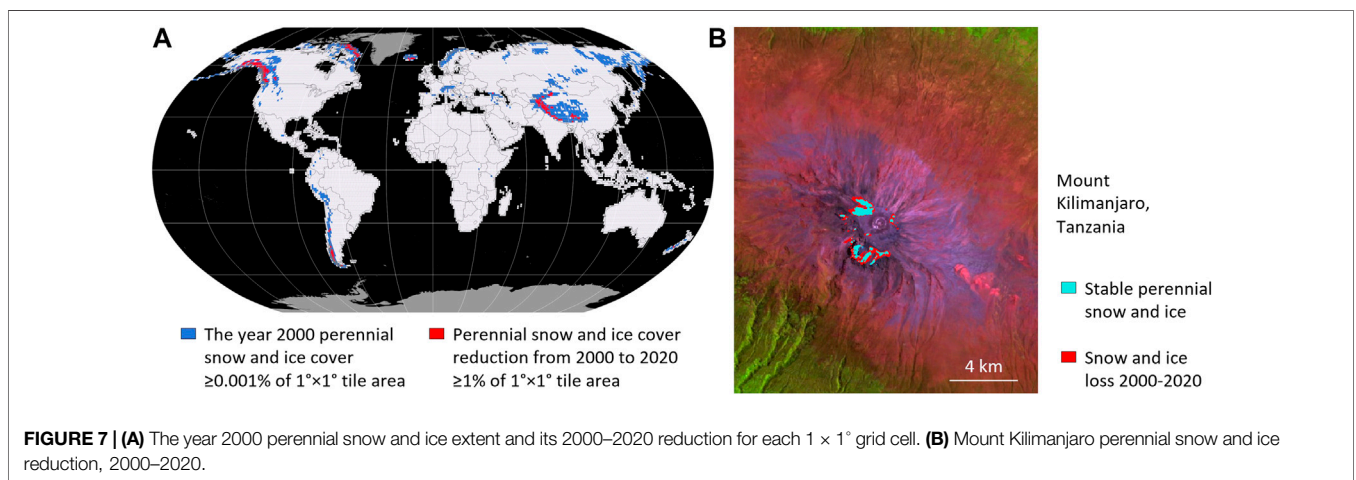 A
B
The year 2000 perennial
snow and ice cover
≥0.001% of 1°×1° tile area
Perennial snow and ice cover
reduction from 2000 to 2020
≥1% of 1°×1° tile area
Mount
Kilimanjaro,
Tanzania
Stable perennial
snow and ice
Snow and ice
loss 2000-2020
4 km
FIGURE 7 | (A) The year 2000 perennial snow and ice extent and its 2000–2020 reduction for each 1 × 1° grid cell. (B) Mount Kilimanjaro perennial snow and ice
reduction, 2000–2020.